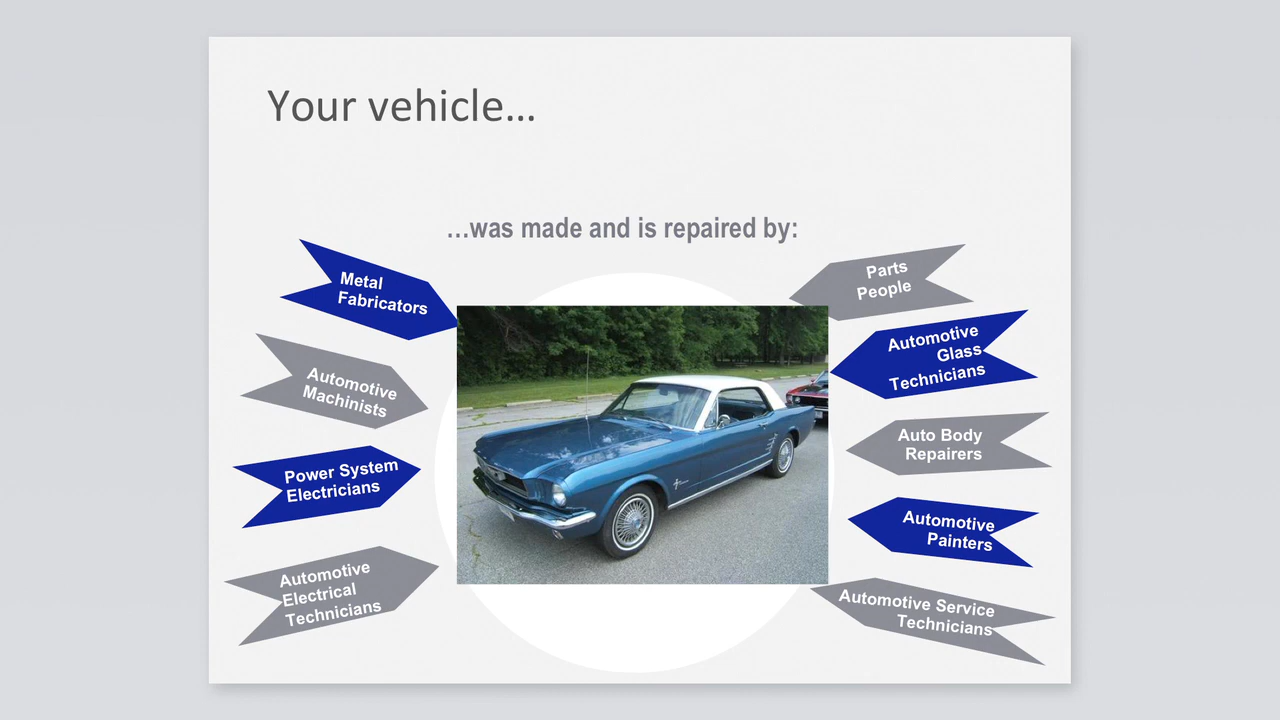 Your vehicle...
...was made and is repaired by:
Metal
Fabricators
Automotive
Machinists
Power System
Electricians
Automotive
Electrical
Technicians
Parts
People
Automotive
Glass
Technicians
Auto Body
Repairers
Automotive
Painters
Automotive Service
Technicians